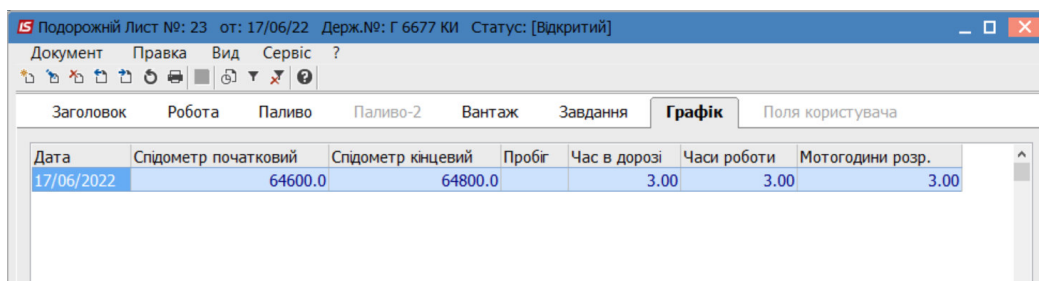 Подорожній Лист №: 23 от: 17/06/22 Держ.№: Г 6677 КИ Статус: [Відкритий]
Документ Правка Вид Сервіс ?
Заголовок Робота Паливо Паливо-2 Вантаж Завдання Графік Поля користувача
Дата Спідометр початковий Спідометр кінцевий Пробіг Час в дорозі Часи роботи Мотогодини розр.
17/06/2022 64600.0 64800.0 3.00 3.00 3.00